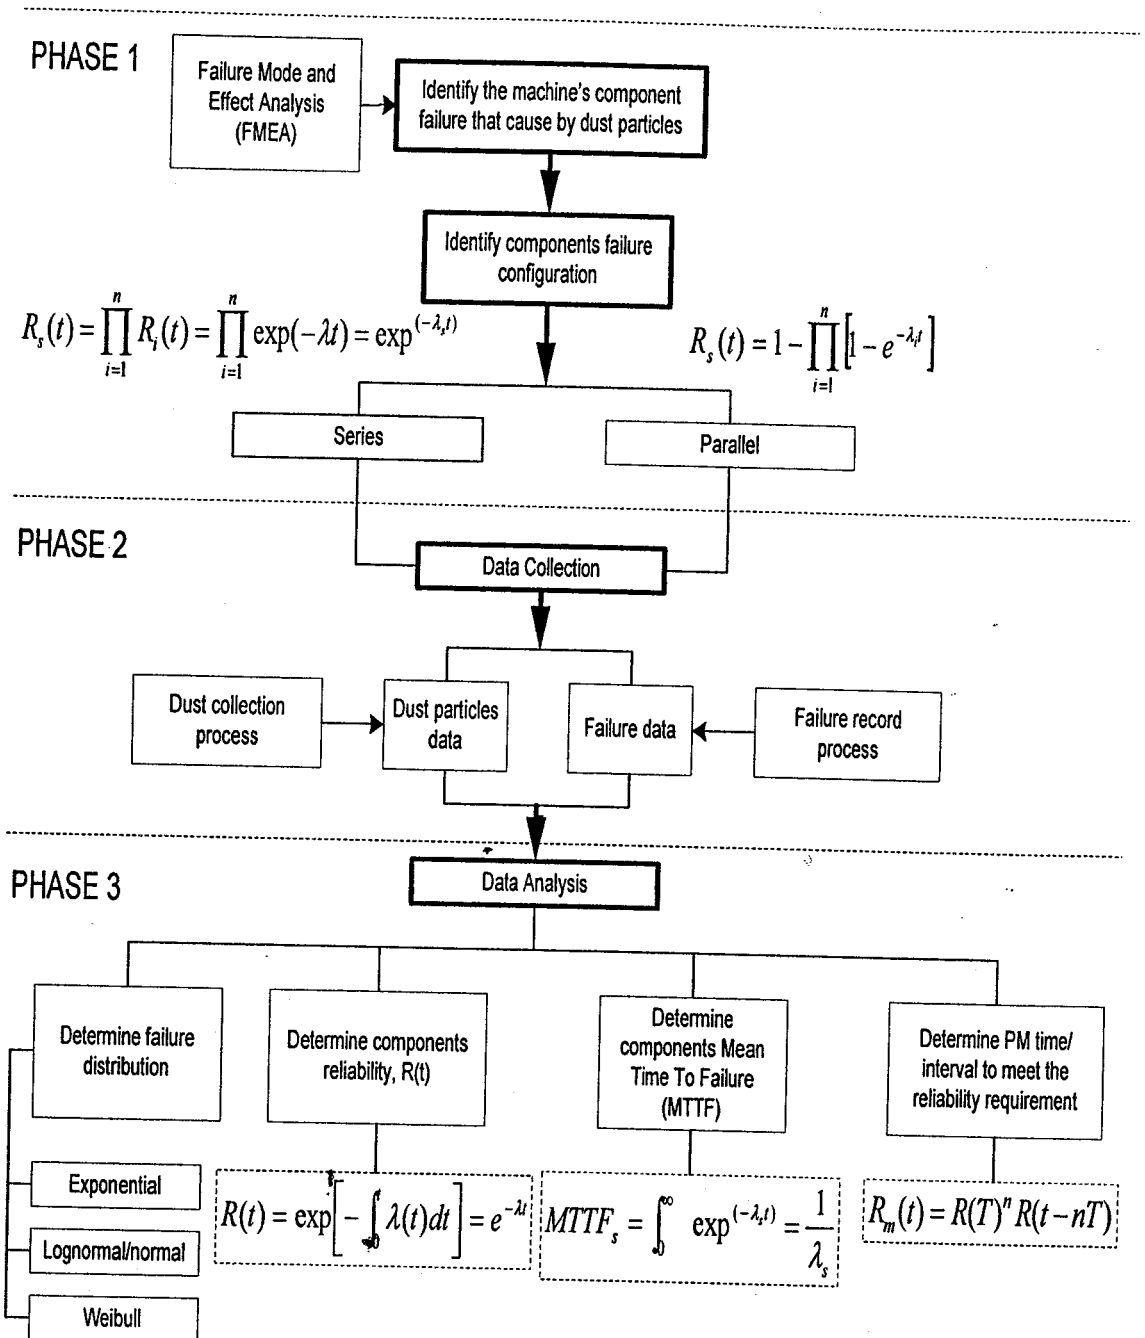 PHASE 1
Failure Mode and
Effect Analysis
(FMEA)
Identify the machine's component
failure that cause by dust particles
Identify components failure
configuration
R_s(t) = ∏_{i=1}^{n} R_i(t) = ∏_{i=1}^{n} exp(-λt) = exp^{(-λ_s t)}
R_s(t) = 1 - ∏_{i=1}^{n} [1 - e^{-λ_i t}]
Series
Parallel
PHASE 2
Data Collection
Dust collection
process
Dust particles
data
Failure data
Failure record
process
PHASE 3
Data Analysis
Determine failure
distribution
Determine components
reliability, R(t)
Determine
components Mean
Time To Failure
(MTTF)
Determine PM time/
interval to meet the
reliability requirement
Exponential
Lognormal/normal
Weibull
R(t) = exp[-∫_0^t λ(t)dt] = e^{-λt}
MTTF_s = ∫_0^∞ exp^{(-λ_s t)} = 1/λ_s
R_m(t) = R(T)^n R(t-nT)